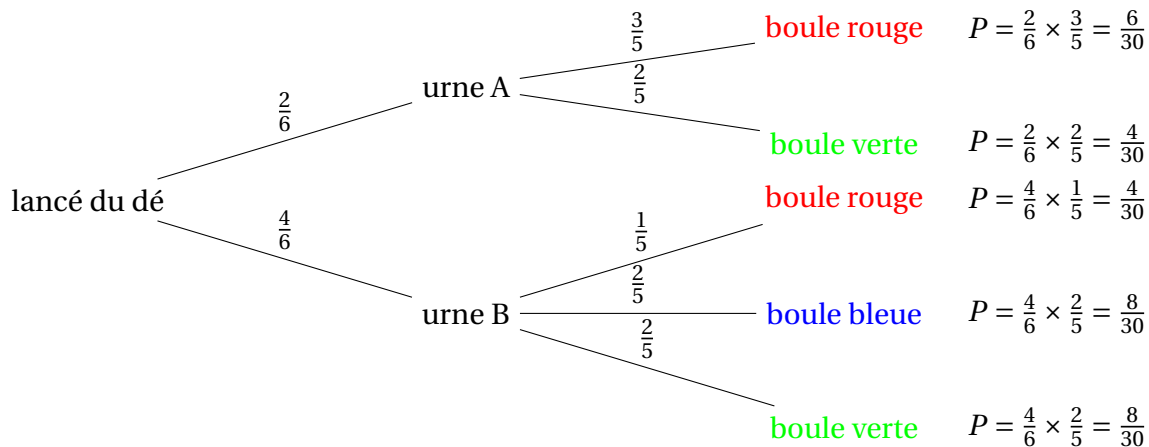 3/5 boule rouge P = 2/6 × 3/5 = 6/30
urne A
2/5
2/6
boule verte P = 2/6 × 2/5 = 4/30
lancé du dé
boule rouge P = 4/6 × 1/5 = 4/30
4/6
1/5
2/5
urne B
boule bleue P = 4/6 × 2/5 = 8/30
2/5
boule verte P = 4/6 × 2/5 = 8/30